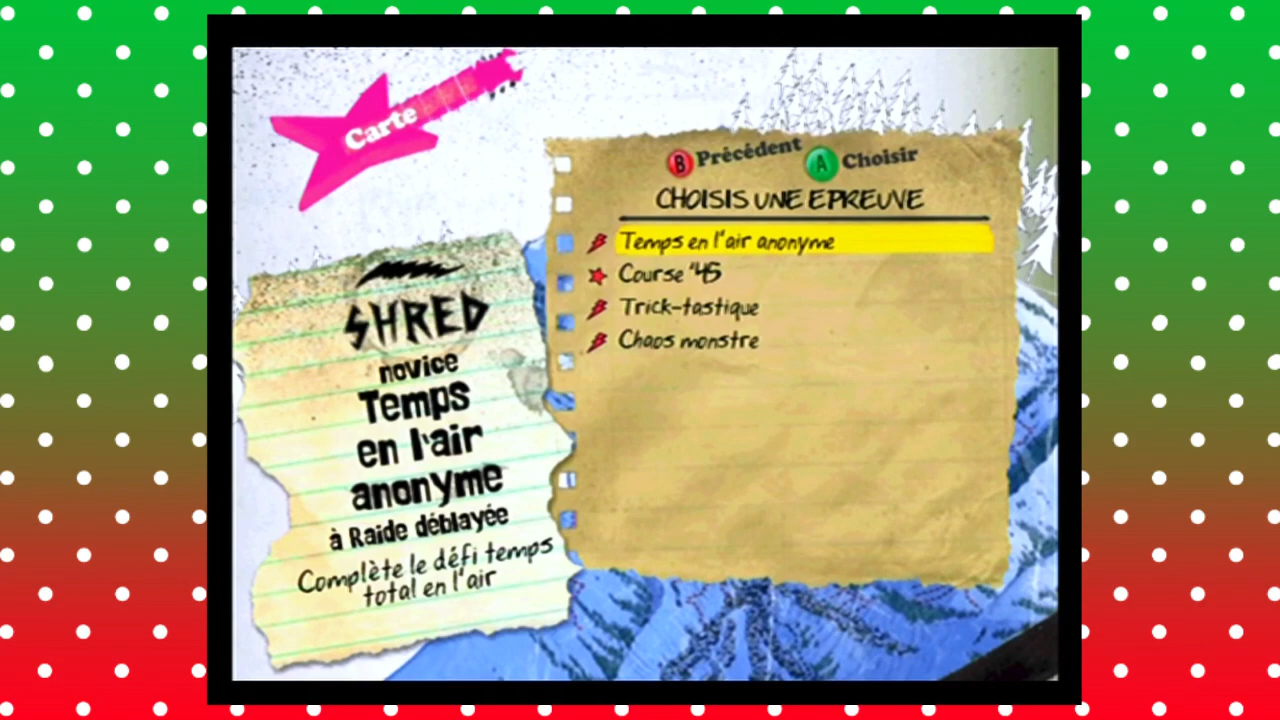 Carte
B Précédent A Choisir
CHOISIS UNE EPREUVE
Temps en l'air anonyme
Course '45
Trick-tastique
Chaos monstre
SHRED
novice
Temps
en l'air
anonyme
à Raide déblayée
Complète le défi temps
total en l'air